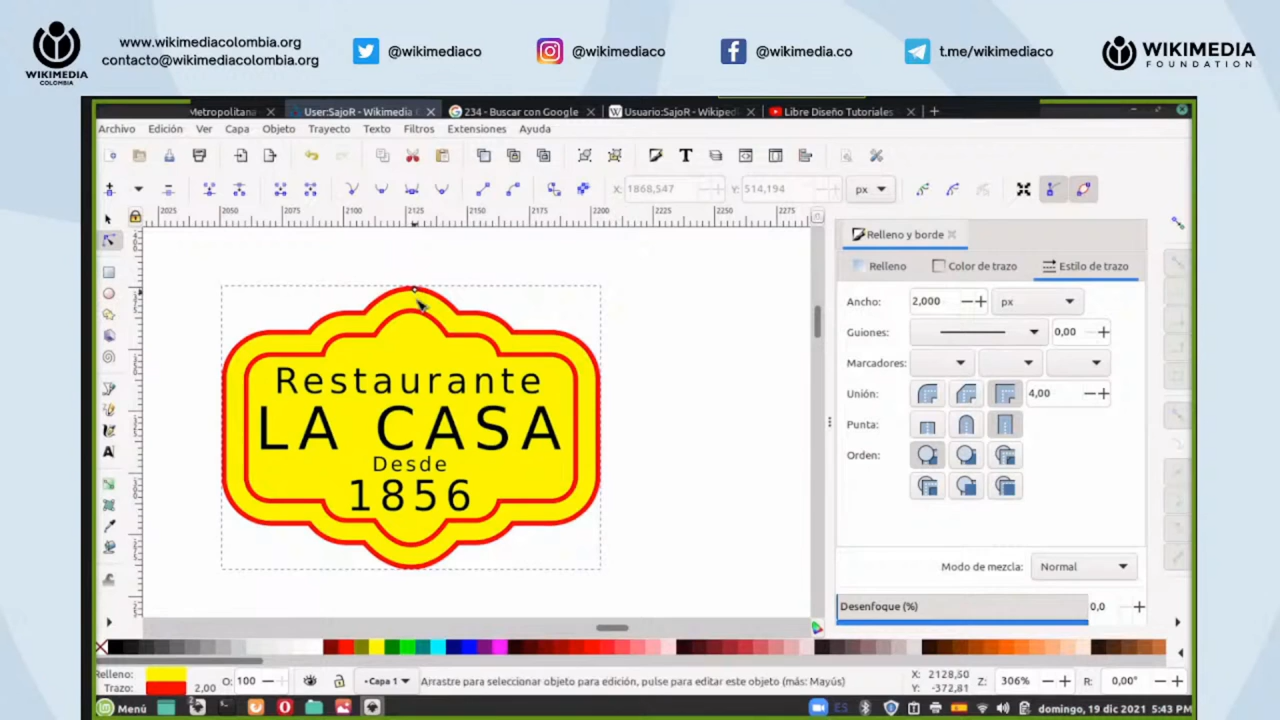 WIKIMEDIA
COLOMBIA
www.wikimediacolombia.org
contacto@wikimediacolombia.org
@wikimediaco
@wikimediaco
@wikimedia.co
t.me/wikimediaco
WIKIMEDIA
FOUNDATION
Metropolitana
User:SajoR - Wikimedia
234 - Buscar con Google
Usuario:SajoR - Wikiped
Libre Diseño Tutoriales
Archivo Edición Ver Capa Objeto Trayecto Texto Filtros Extensiones Ayuda
X: 1868,547 Y: 514,194 px
2025 2050 2075 2100 2125 2150 2175 2200 2225 2250 2275
Relleno y borde
Relleno Color de trazo Estilo de trazo
Ancho: 2,000 px
Guiones: 0,00
Marcadores:
Unión: 4,00
Punta:
Orden:
Modo de mezcla: Normal
Desenfoque (%) 0,0
Restaurante
LA CASA
Desde
1856
Relleno:
Trazo: 2,00
O: 100
Capa 1
Arrastre para seleccionar objeto para edición, pulse para editar este objeto (más: Mayús)
X: 2128,50
Y: -372,81
Z: 306%
R: 0,00°
Menú
ES
domingo, 19 dic 2021 5:43 PM